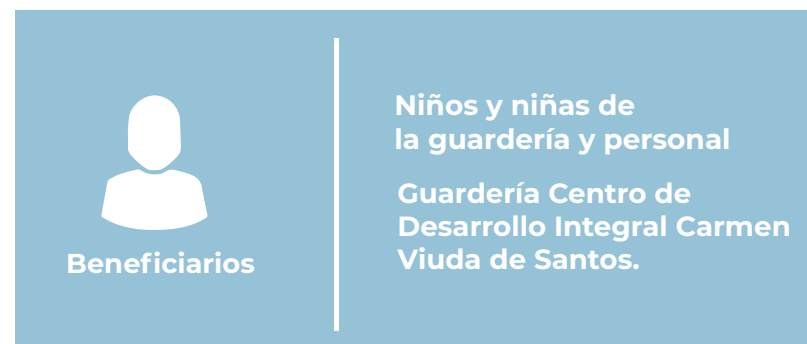 Beneficiarios
Niños y niñas de
la guardería y personal
Guardería Centro de
Desarrollo Integral Carmen
Viuda de Santos.